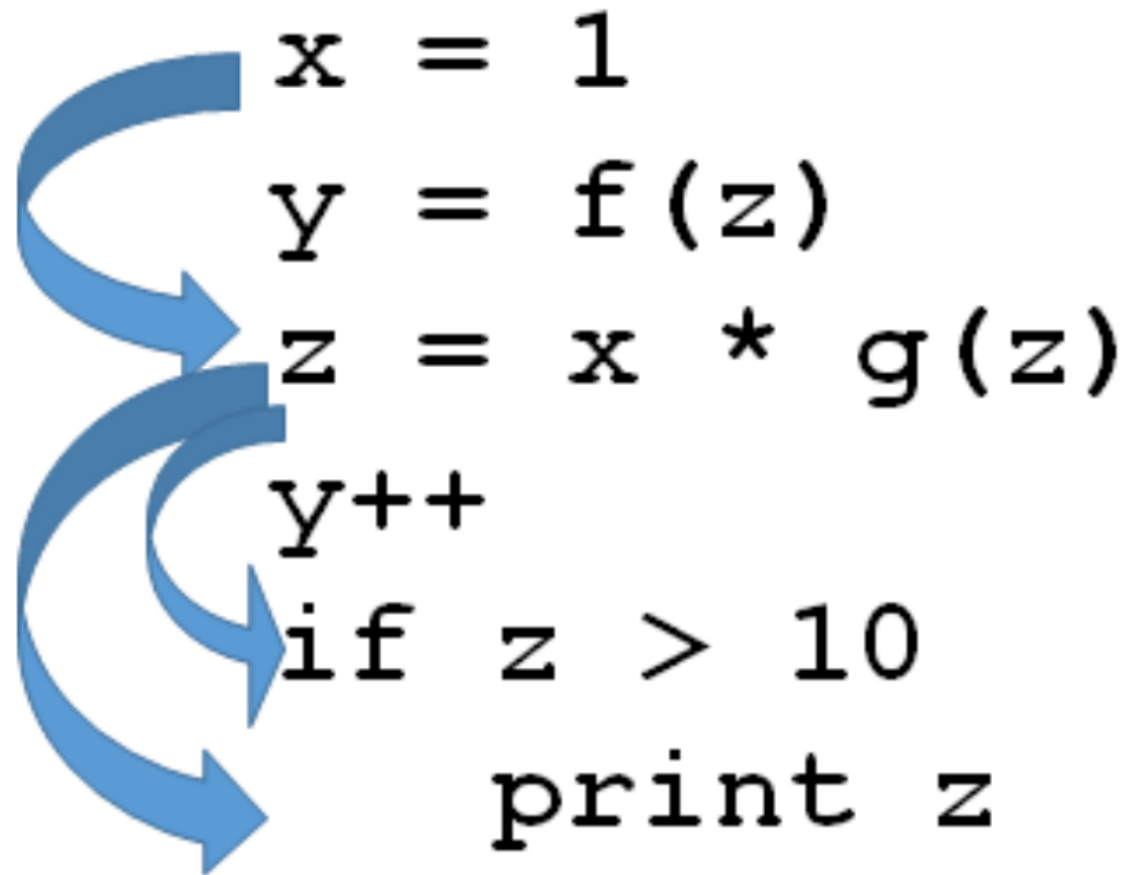 x = 1
y = f(z)
z = x * g(z)
y++
if z > 10
print z